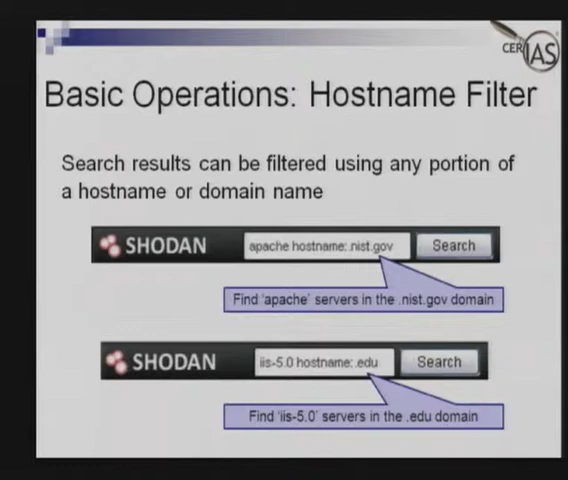 CERIAS
Basic Operations: Hostname Filter
Search results can be filtered using any portion of
a hostname or domain name
SHODAN apache hostname: .nist.gov Search
Find 'apache' servers in the .nist.gov domain
SHODAN iis-5.0 hostname: .edu Search
Find 'iis-5.0' servers in the .edu domain